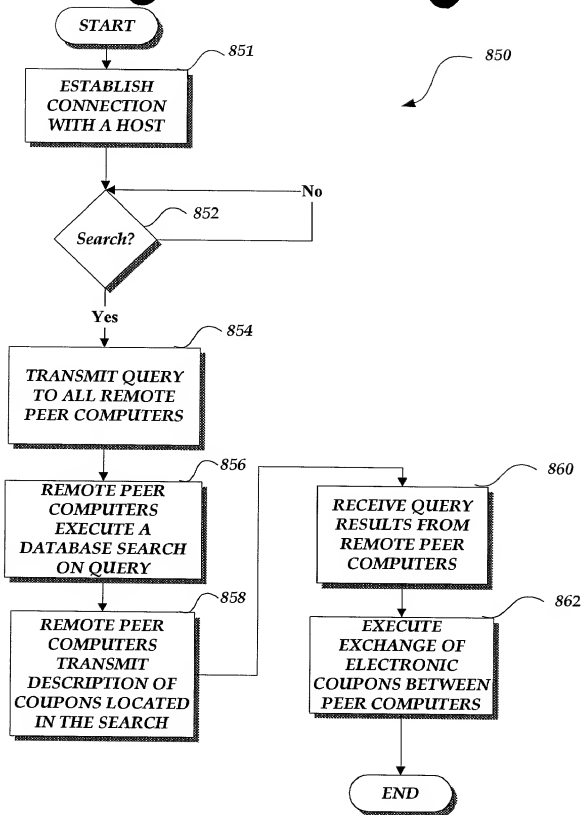 START
851
ESTABLISH
CONNECTION
WITH A HOST
850
No
852
Search?
Yes
854
TRANSMIT QUERY
TO ALL REMOTE
PEER COMPUTERS
856
REMOTE PEER
COMPUTERS
EXECUTE A
DATABASE SEARCH
ON QUERY
858
REMOTE PEER
COMPUTERS
TRANSMIT
DESCRIPTION OF
COUPONS LOCATED
IN THE SEARCH
860
RECEIVE QUERY
RESULTS FROM
REMOTE PEER
COMPUTERS
862
EXECUTE
EXCHANGE OF
ELECTRONIC
COUPONS BETWEEN
PEER COMPUTERS
END